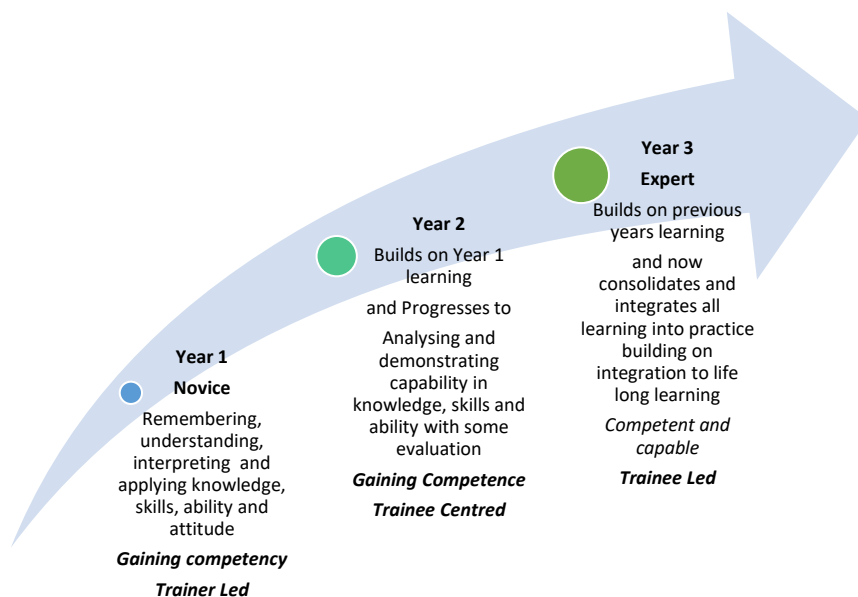 Year 1
Novice
Remembering,
understanding,
interpreting and
applying knowledge,
skills, ability and
attitude
Gaining competency
Trainer Led
Year 2
Builds on Year 1
learning
and Progresses to
Analysing and
demonstrating
capability in
knowledge, skills and
ability with some
evaluation
Gaining Competence
Trainee Centred
Year 3
Expert
Builds on previous
years learning
and now
consolidates and
integrates all
learning into practice
building on
integration to life
long learning
Competent and
capable
Trainee Led